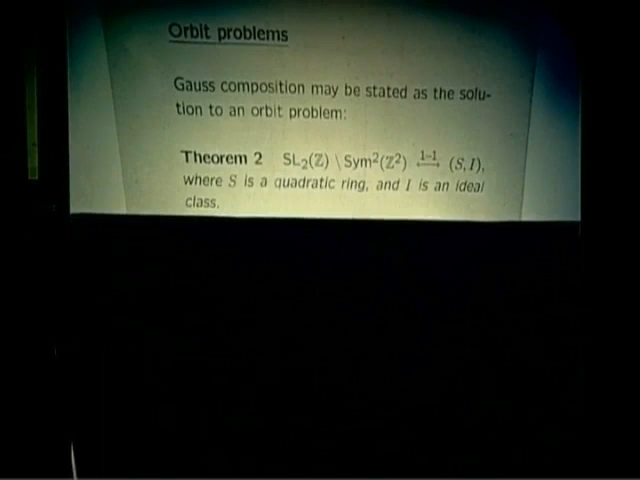 Orbit problems
Gauss composition may be stated as the solu-
tion to an orbit problem:
Theorem 2 SL₂(ℤ) \ Sym²(ℤ²) ⟷¹⁻¹ (S, I),
where S is a quadratic ring, and I is an ideal
class.